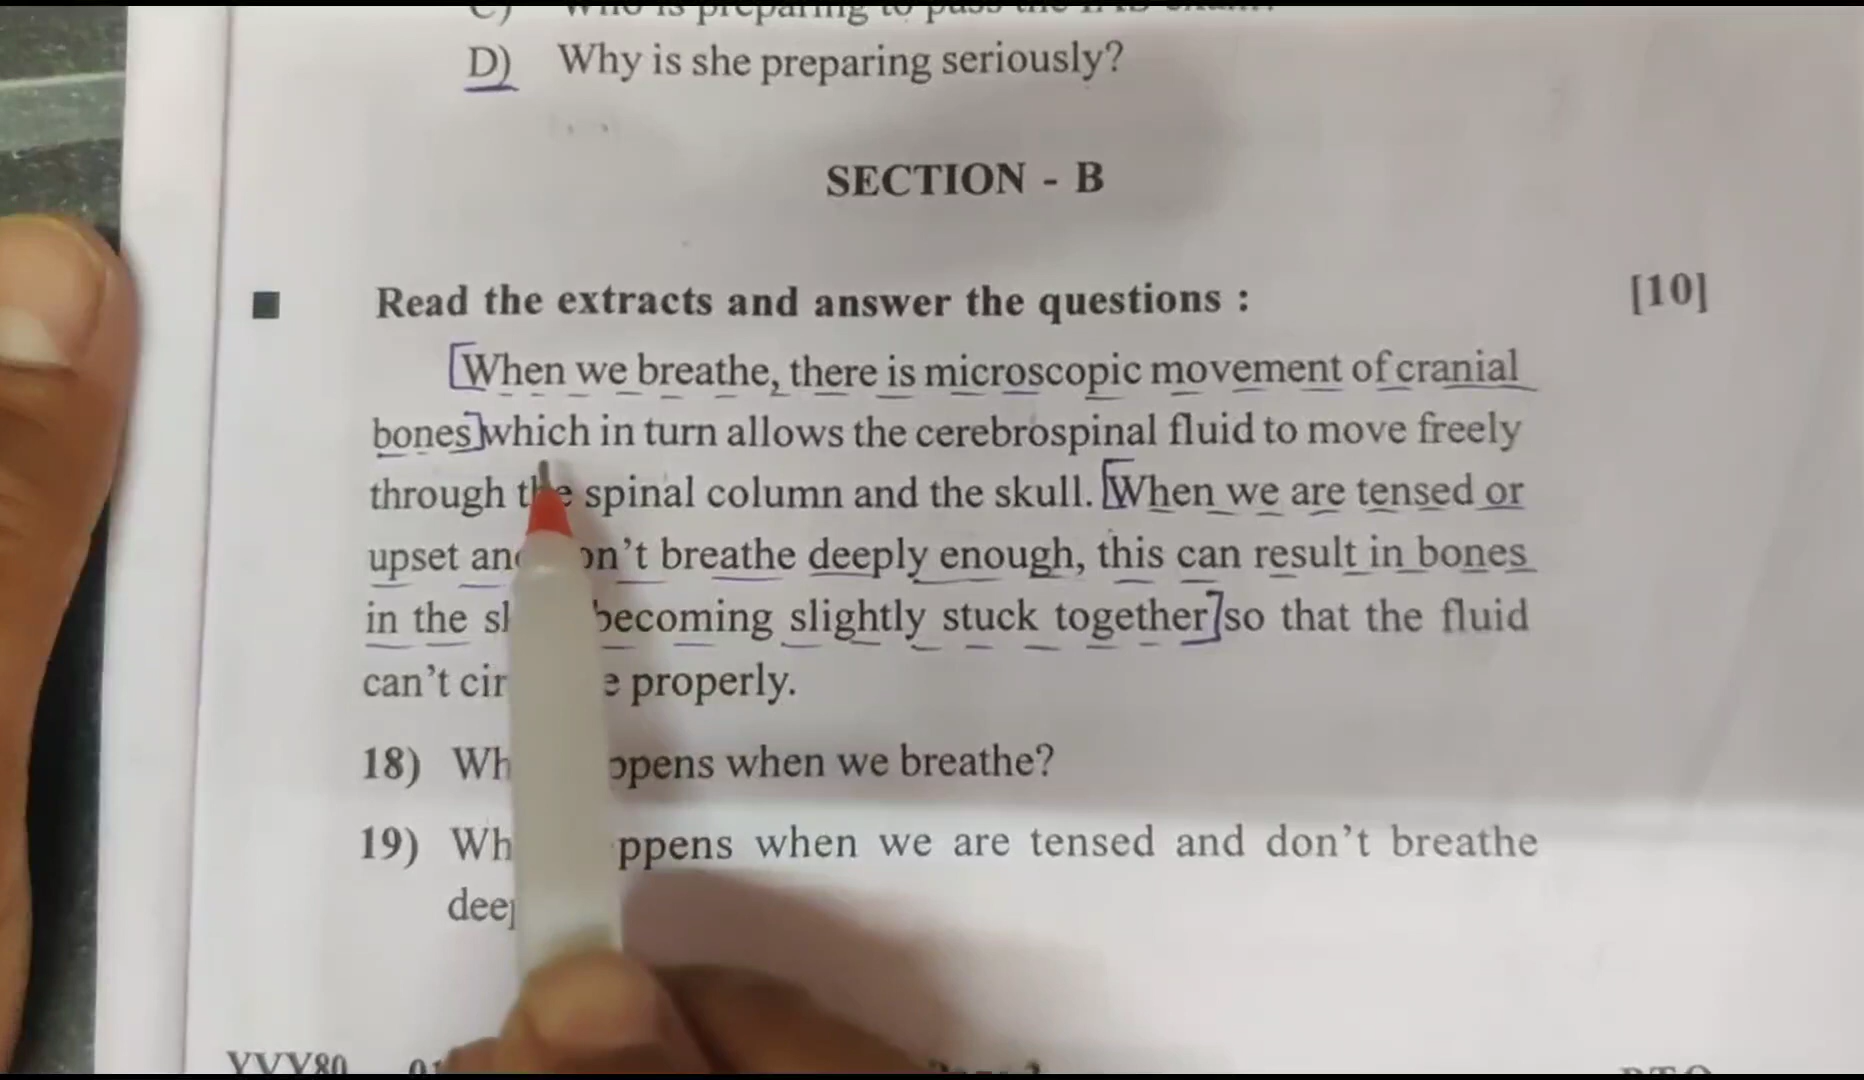 D) Why is she preparing seriously?
SECTION - B
■ Read the extracts and answer the questions : [10]
When we breathe, there is microscopic movement of cranial
bones which in turn allows the cerebrospinal fluid to move freely
through the spinal column and the skull. When we are tensed or
upset breathe deeply enough, this can result in bones
in the becoming slightly stuck together so that the fluid
can't properly.
18) when we breathe?
19) when we are tensed and don't breathe
YVV80